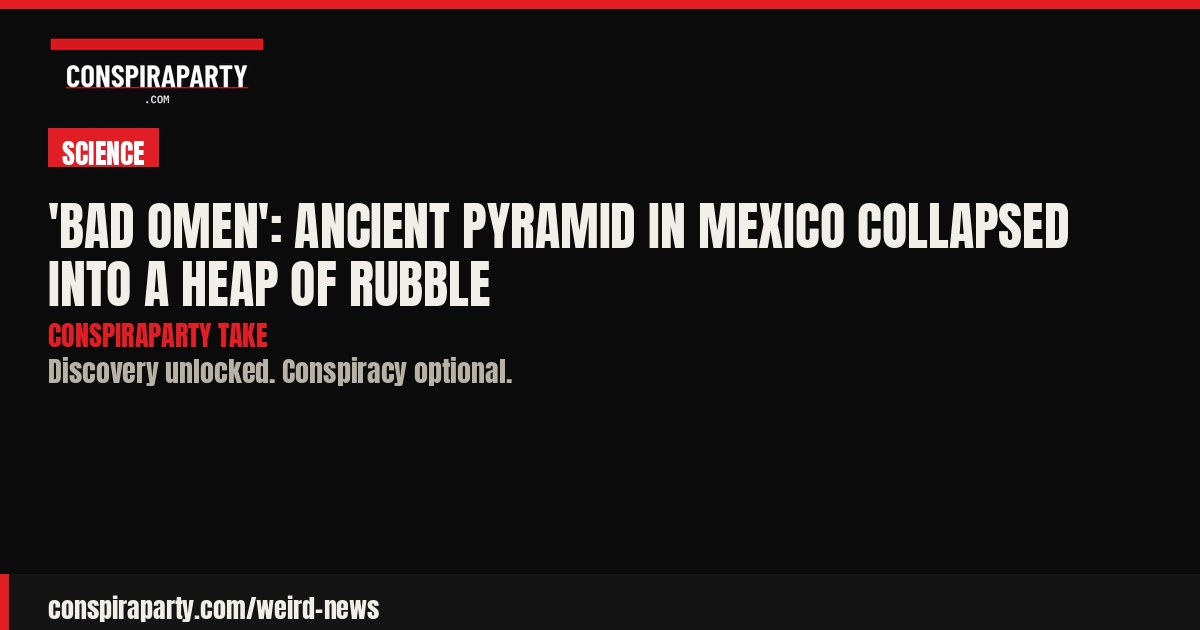 CONSPIRAPARTY
.COM
SCIENCE
'BAD OMEN': ANCIENT PYRAMID IN MEXICO COLLAPSED
INTO A HEAP OF RUBBLE
CONSPIRAPARTY TAKE
Discovery unlocked. Conspiracy optional.
conspiraparty.com/weird-news